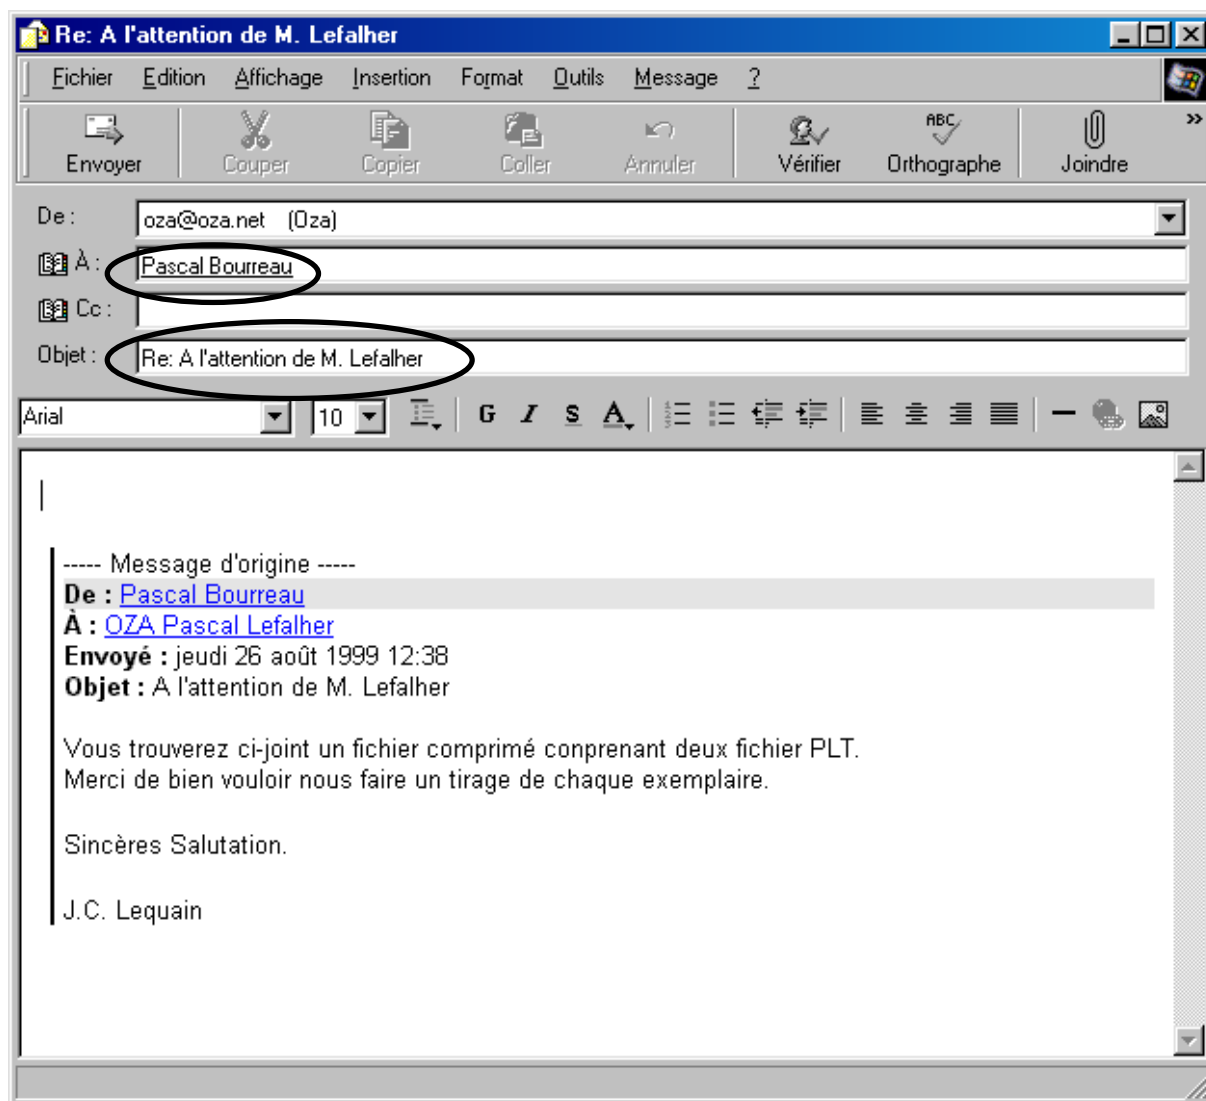 Re: A l'attention de M. Lefalher
Fichier Edition Affichage Insertion Format Outils Message ?
Envoyer Couper Copier Coller Annuler Vérifier ABC Orthographe Joindre »
De : oza@oza.net (Oza)
À : Pascal Bourreau
Cc :
Objet : Re: A l'attention de M. Lefalher
Arial 10 G I S A
----- Message d'origine -----
De : Pascal Bourreau
À : OZA Pascal Lefalher
Envoyé : jeudi 26 août 1999 12:38
Objet : A l'attention de M. Lefalher
Vous trouverez ci-joint un fichier comprimé conprenant deux fichier PLT.
Merci de bien vouloir nous faire un tirage de chaque exemplaire.
Sincères Salutation.
J.C. Lequain